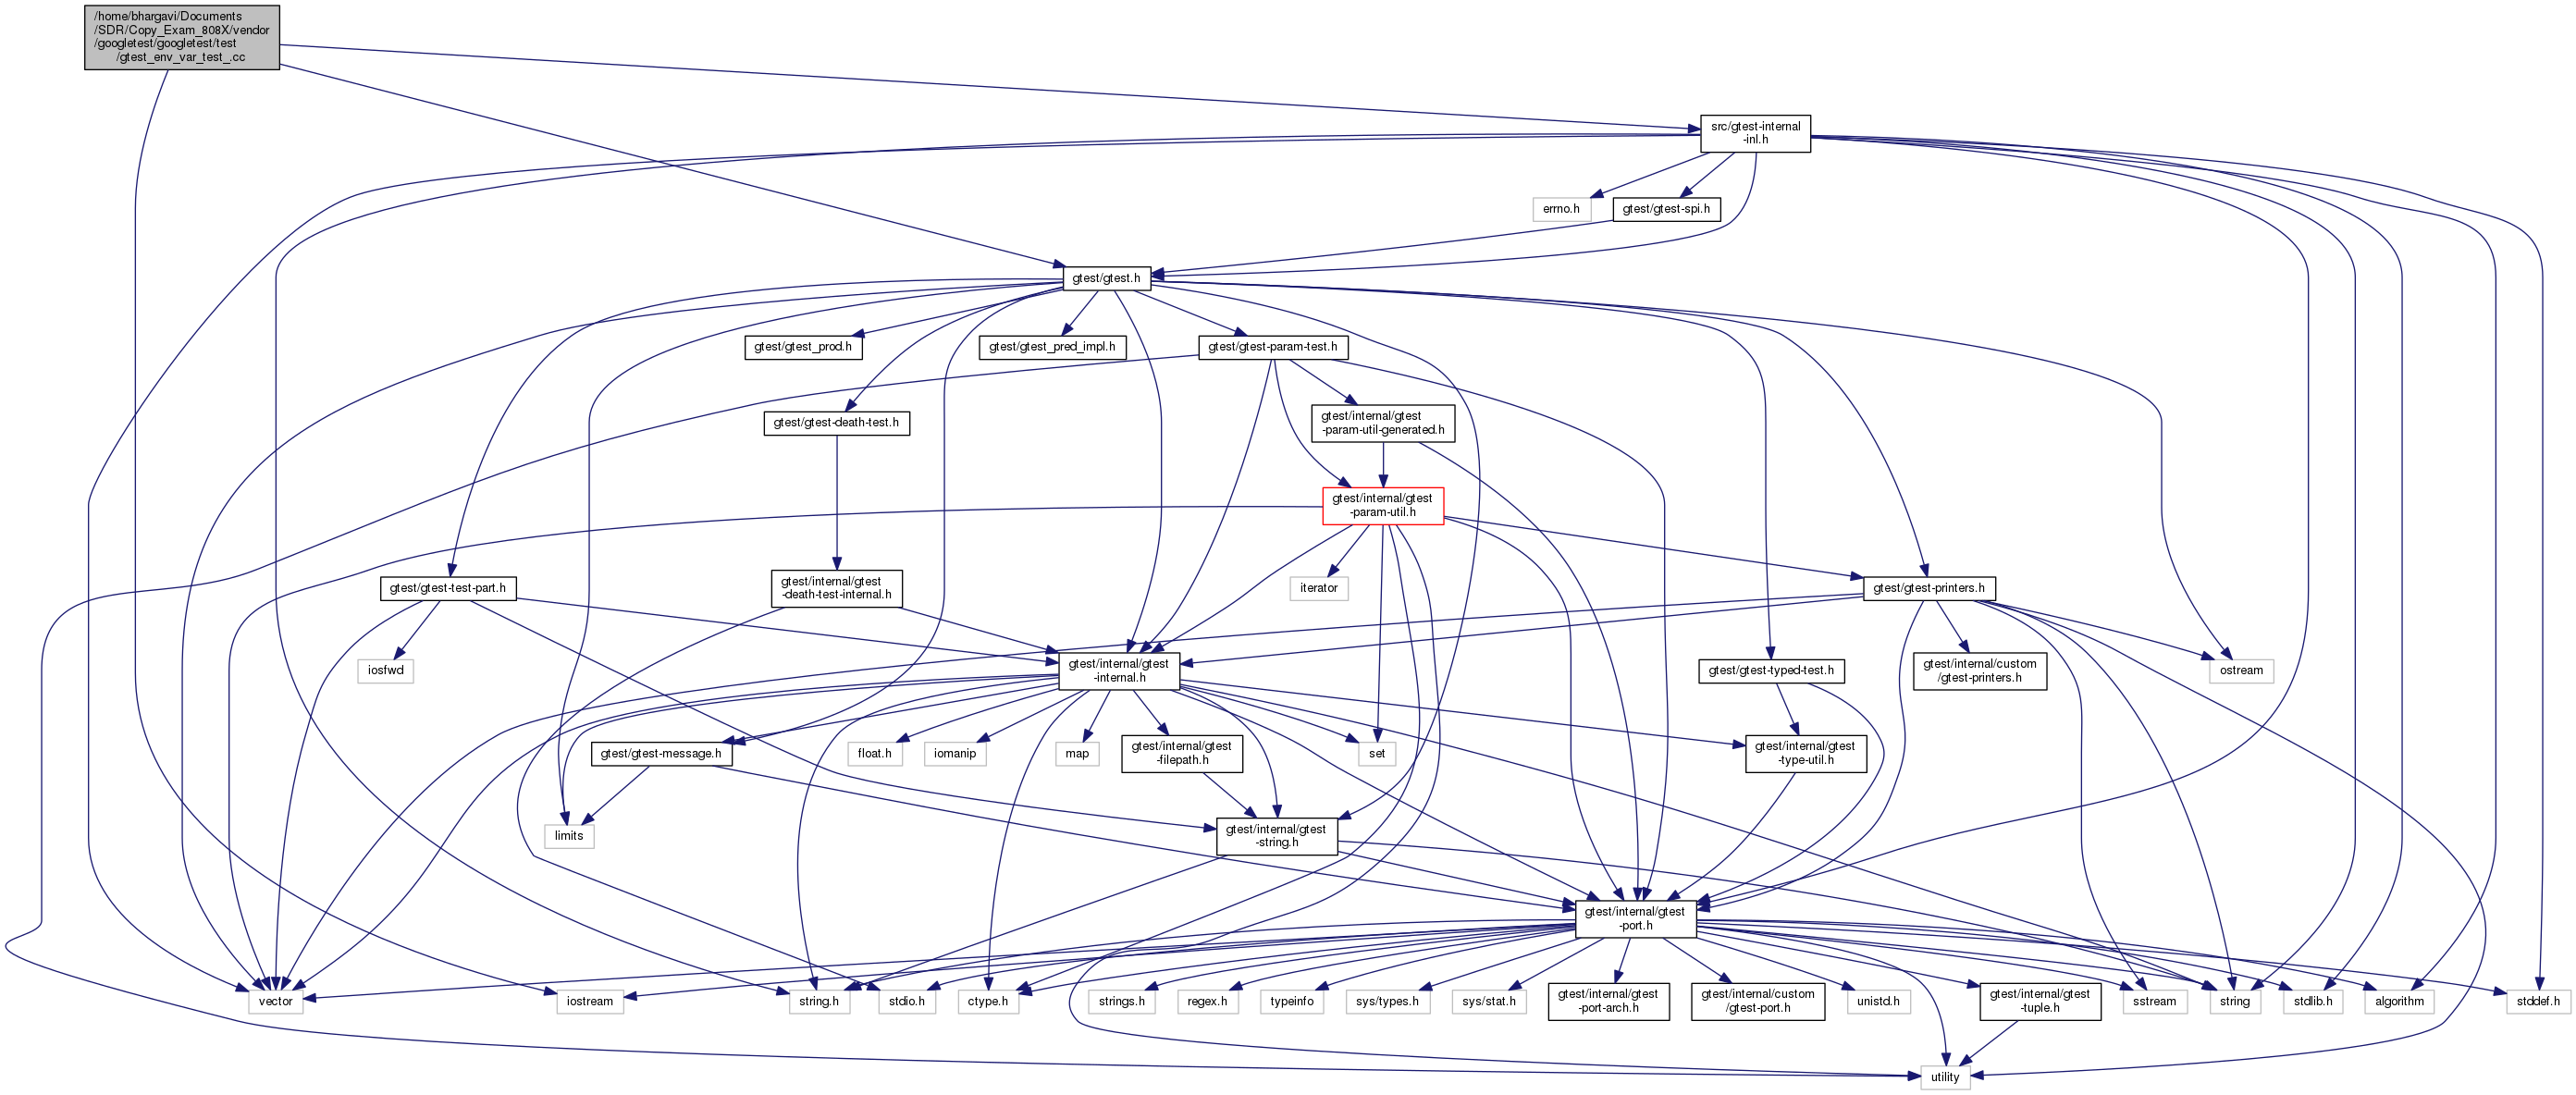 /home/bhargavi/Documents
/SDR/Copy_Exam_808X/vendor
/googletest/googletest/test
/gtest_env_var_test_.cc
src/gtest-internal
-inl.h
errno.h
gtest/gtest-spi.h
gtest/gtest.h
gtest/gtest_prod.h
gtest/gtest_pred_impl.h
gtest/gtest-param-test.h
gtest/gtest-death-test.h
gtest/internal/gtest
-param-util-generated.h
gtest/internal/gtest
-param-util.h
gtest/gtest-test-part.h
gtest/internal/gtest
-death-test-internal.h
iterator
gtest/gtest-printers.h
iosfwd
gtest/internal/gtest
-internal.h
gtest/gtest-typed-test.h
gtest/internal/custom
/gtest-printers.h
ostream
gtest/gtest-message.h
float.h
iomanip
map
gtest/internal/gtest
-filepath.h
set
gtest/internal/gtest
-type-util.h
limits
gtest/internal/gtest
-string.h
gtest/internal/gtest
-port.h
vector
iostream
string.h
stdio.h
ctype.h
strings.h
regex.h
typeinfo
sys/types.h
sys/stat.h
gtest/internal/gtest
-port-arch.h
gtest/internal/custom
/gtest-port.h
unistd.h
gtest/internal/gtest
-tuple.h
sstream
string
stdlib.h
algorithm
stddef.h
utility